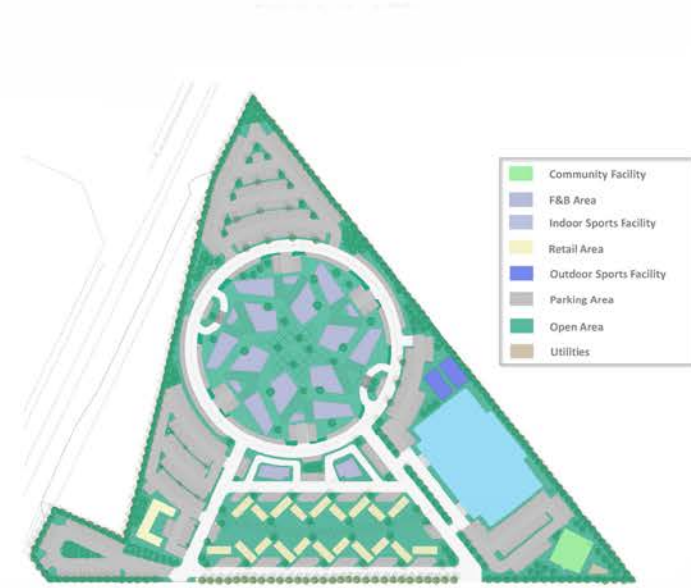 Community Facility
F&B Area
Indoor Sports Facility
Retail Area
Outdoor Sports Facility
Parking Area
Open Area
Utilities